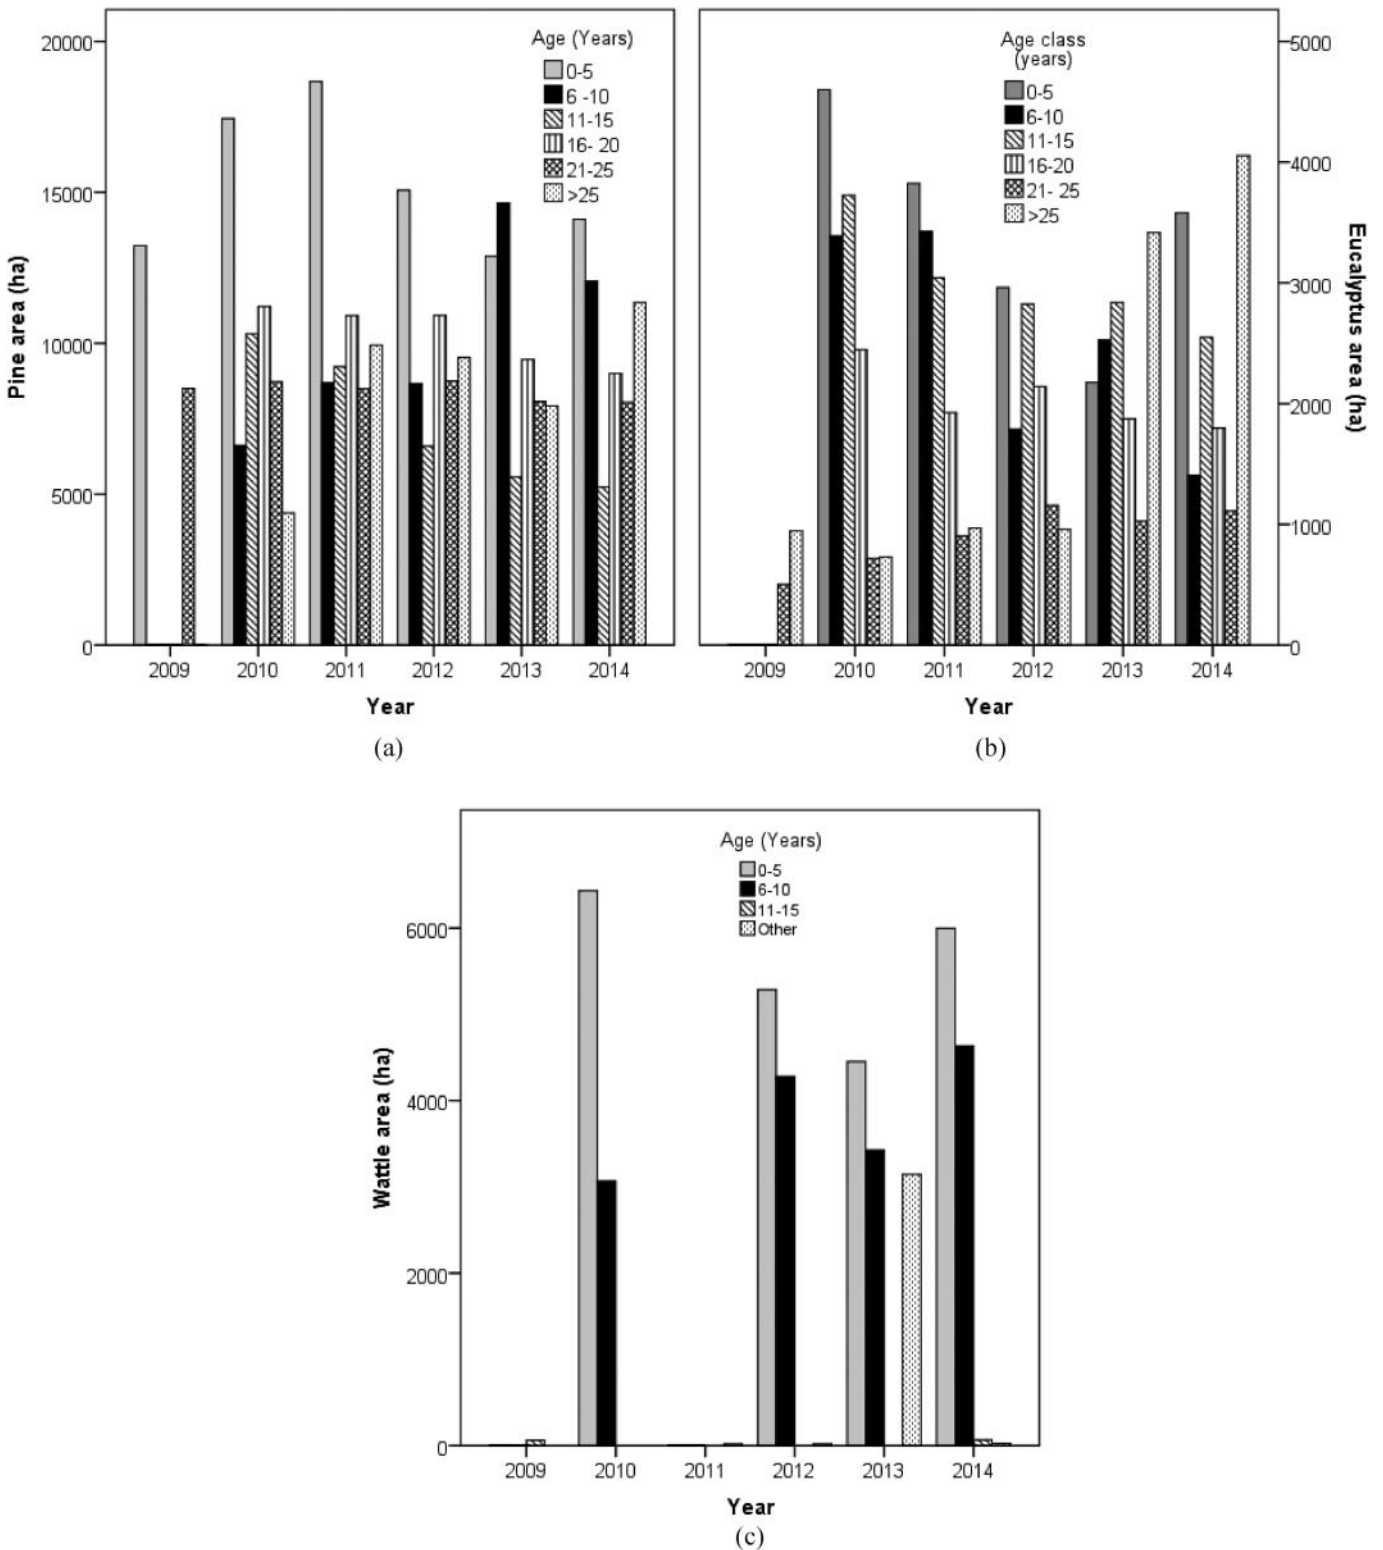 Age (Years)
0-5
6 -10
11-15
16- 20
21-25
>25
20000
15000
10000
5000
0
Pine area (ha)
2009 2010 2011 2012 2013 2014
Year
(a)
Age class
(years)
0-5
6-10
11-15
16-20
21- 25
>25
5000
4000
3000
2000
1000
0
Eucalyptus area (ha)
2009 2010 2011 2012 2013 2014
Year
(b)
Age (Years)
0-5
6-10
11-15
Other
6000
4000
2000
0
Wattle area (ha)
2009 2010 2011 2012 2013 2014
Year
(c)